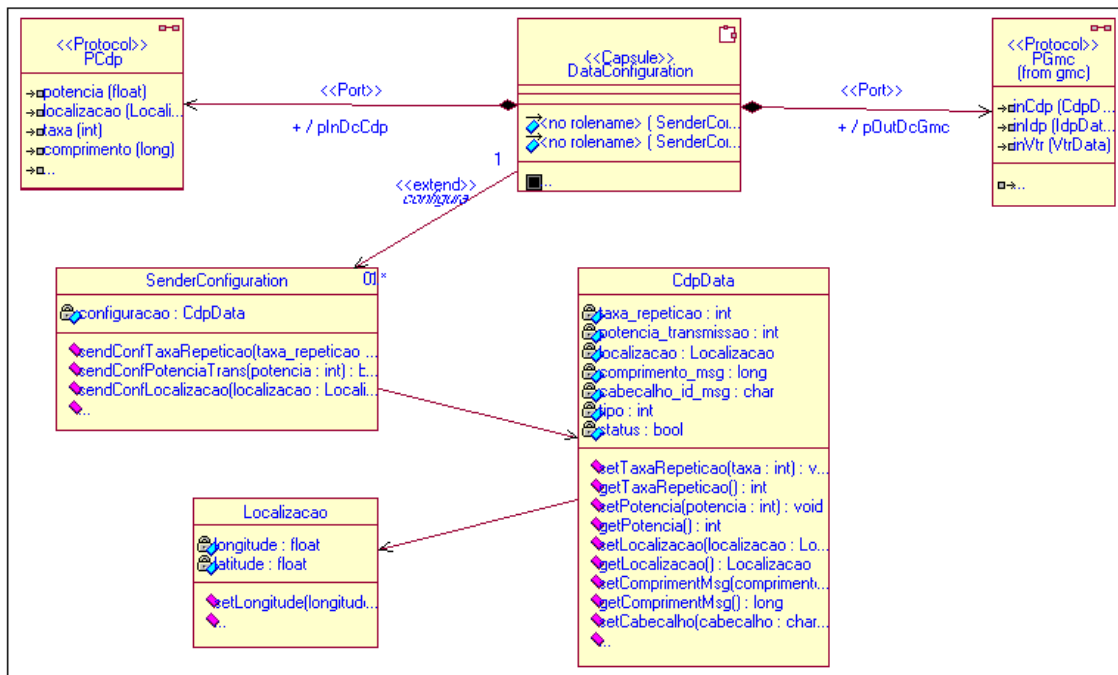 <<Protocol>>
PCdp
potencia (float)
localizacao (Locali...
taxa (int)
comprimento (long)
...
<<Port>>
+ / pInDcCdp
<<Capsule>>
DataConfiguration
<no rolename> ( SenderCor...
<no rolename> ( SenderCor...
..
<<Port>>
+ / pOutDcGmc
<<Protocol>>
PGmc
(from gmc)
inCdp (CdpD...
inIdp (IdpDat...
inVtr (VtrData)
...
1
<<extend>>
configura
SenderConfiguration
configuracao : CdpData
sendConfTaxaRepeticao(taxa_repeticao ...
sendConfPotenciaTrans(potencia : int) : b...
sendConfLocalizacao(localizacao : Locali...
...
CdpData
taxa_repeticao : int
potencia_transmissao : int
localizacao : Localizacao
comprimento_msg : long
cabecalho_id_msg : char
tipo : int
status : bool
setTaxaRepeticao(taxa : int) : v...
getTaxaRepeticao() : int
setPotencia(potencia : int) : void
getPotencia() : int
setLocalizacao(localizacao : Lo...
getLocalizacao() : Localizacao
setComprimentMsg(compriment...
getComprimentMsg() : long
setCabecalho(cabecalho : char...
...
Localizacao
longitude : float
latitude : float
setLongitude(longitud...
...